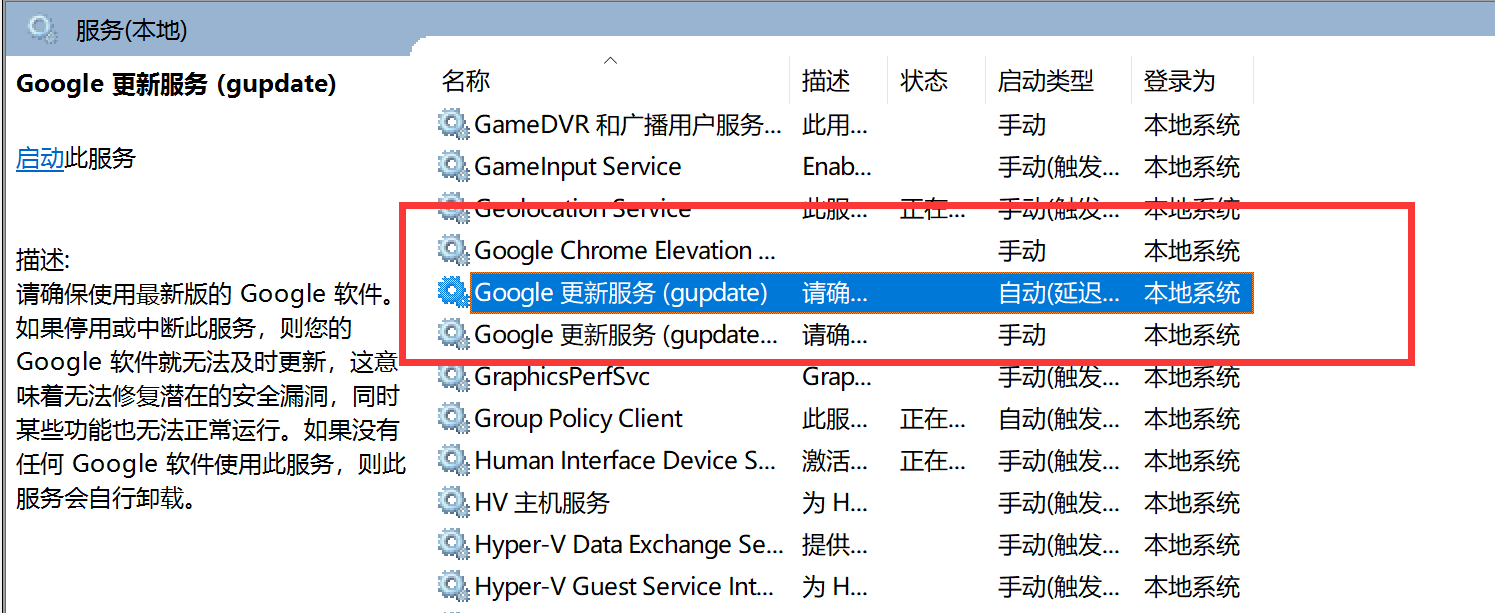 服务(本地)
Google 更新服务 (gupdate)
启动此服务
描述:
请确保使用最新版的 Google 软件。
如果停用或中断此服务，则您的
Google 软件就无法及时更新，这意
味着无法修复潜在的安全漏洞，同时
某些功能也无法正常运行。如果没有
任何 Google 软件使用此服务，则此
服务会自行卸载。
名称 描述 状态 启动类型 登录为
GameDVR 和广播用户服务... 此用... 手动 本地系统
GameInput Service Enab... 手动(触发... 本地系统
Geolocation Service 此服... 正在... 手动(触发... 本地系统
Google Chrome Elevation ... 手动 本地系统
Google 更新服务 (gupdate) 请确... 自动(延迟... 本地系统
Google 更新服务 (gupdate... 请确... 手动 本地系统
GraphicsPerfSvc Grap... 手动(触发... 本地系统
Group Policy Client 此服... 正在... 自动(触发... 本地系统
Human Interface Device S... 激活... 正在... 手动(触发... 本地系统
HV 主机服务 为 H... 手动(触发... 本地系统
Hyper-V Data Exchange Se... 提供... 手动(触发... 本地系统
Hyper-V Guest Service Int... 为 H... 手动(触发... 本地系统